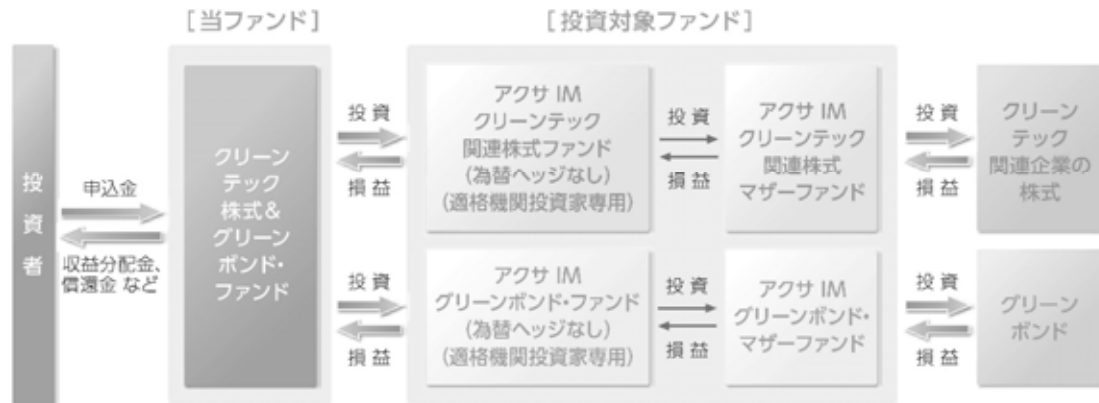 [当ファンド]
[投資対象ファンド]
投資者
申込金
収益分配金、
償還金 など
クリーン
テック
株式&
グリーン
ボンド・
ファンド
投資
損益
アクサ IM
クリーンテック
関連株式ファンド
(為替ヘッジなし)
(適格機関投資家専用)
投資
損益
アクサ IM
クリーンテック
関連株式
マザーファンド
投資
損益
クリーン
テック
関連企業の
株式
投資
損益
アクサ IM
グリーンボンド・ファンド
(為替ヘッジなし)
(適格機関投資家専用)
投資
損益
アクサ IM
グリーンボンド・
マザーファンド
投資
損益
グリーン
ボンド